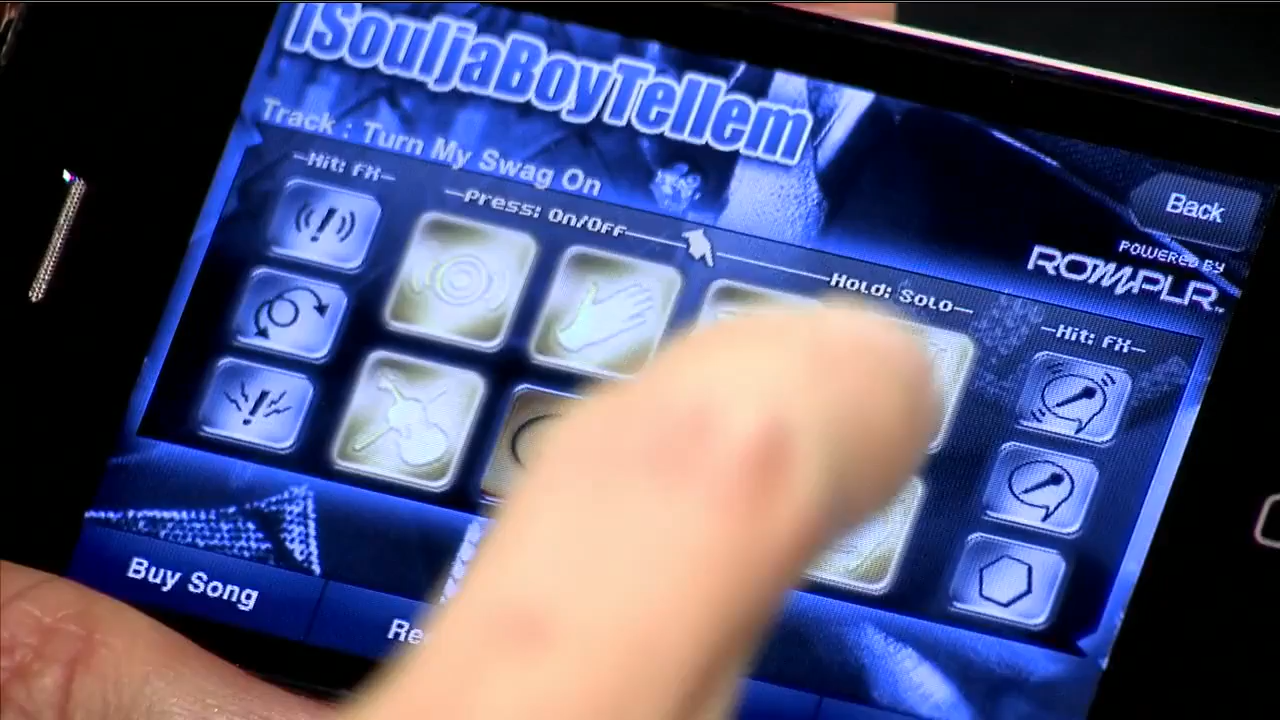 iSouljaBoyTellem
Track : Turn My Swag On
Back
POWERED BY
ROMPLR
Hit: FX
Press: On/Off
Hold: Solo
Hit: FX
Buy Song